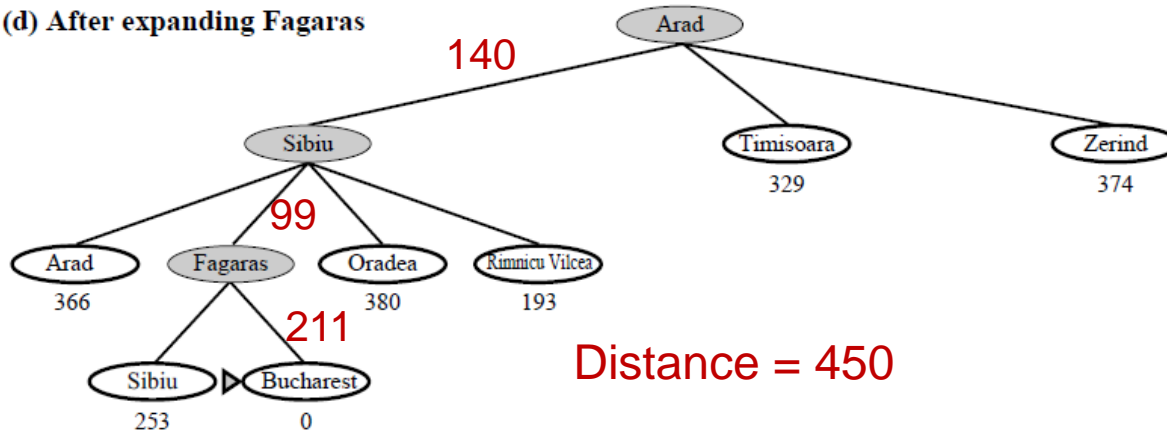 (d) After expanding Fagaras
Arad
140
Sibiu
Timisoara
Zerind
329
374
99
Arad
Fagaras
Oradea
Rimnicu Vilcea
366
380
193
211
Distance = 450
Sibiu
Bucharest
253
0